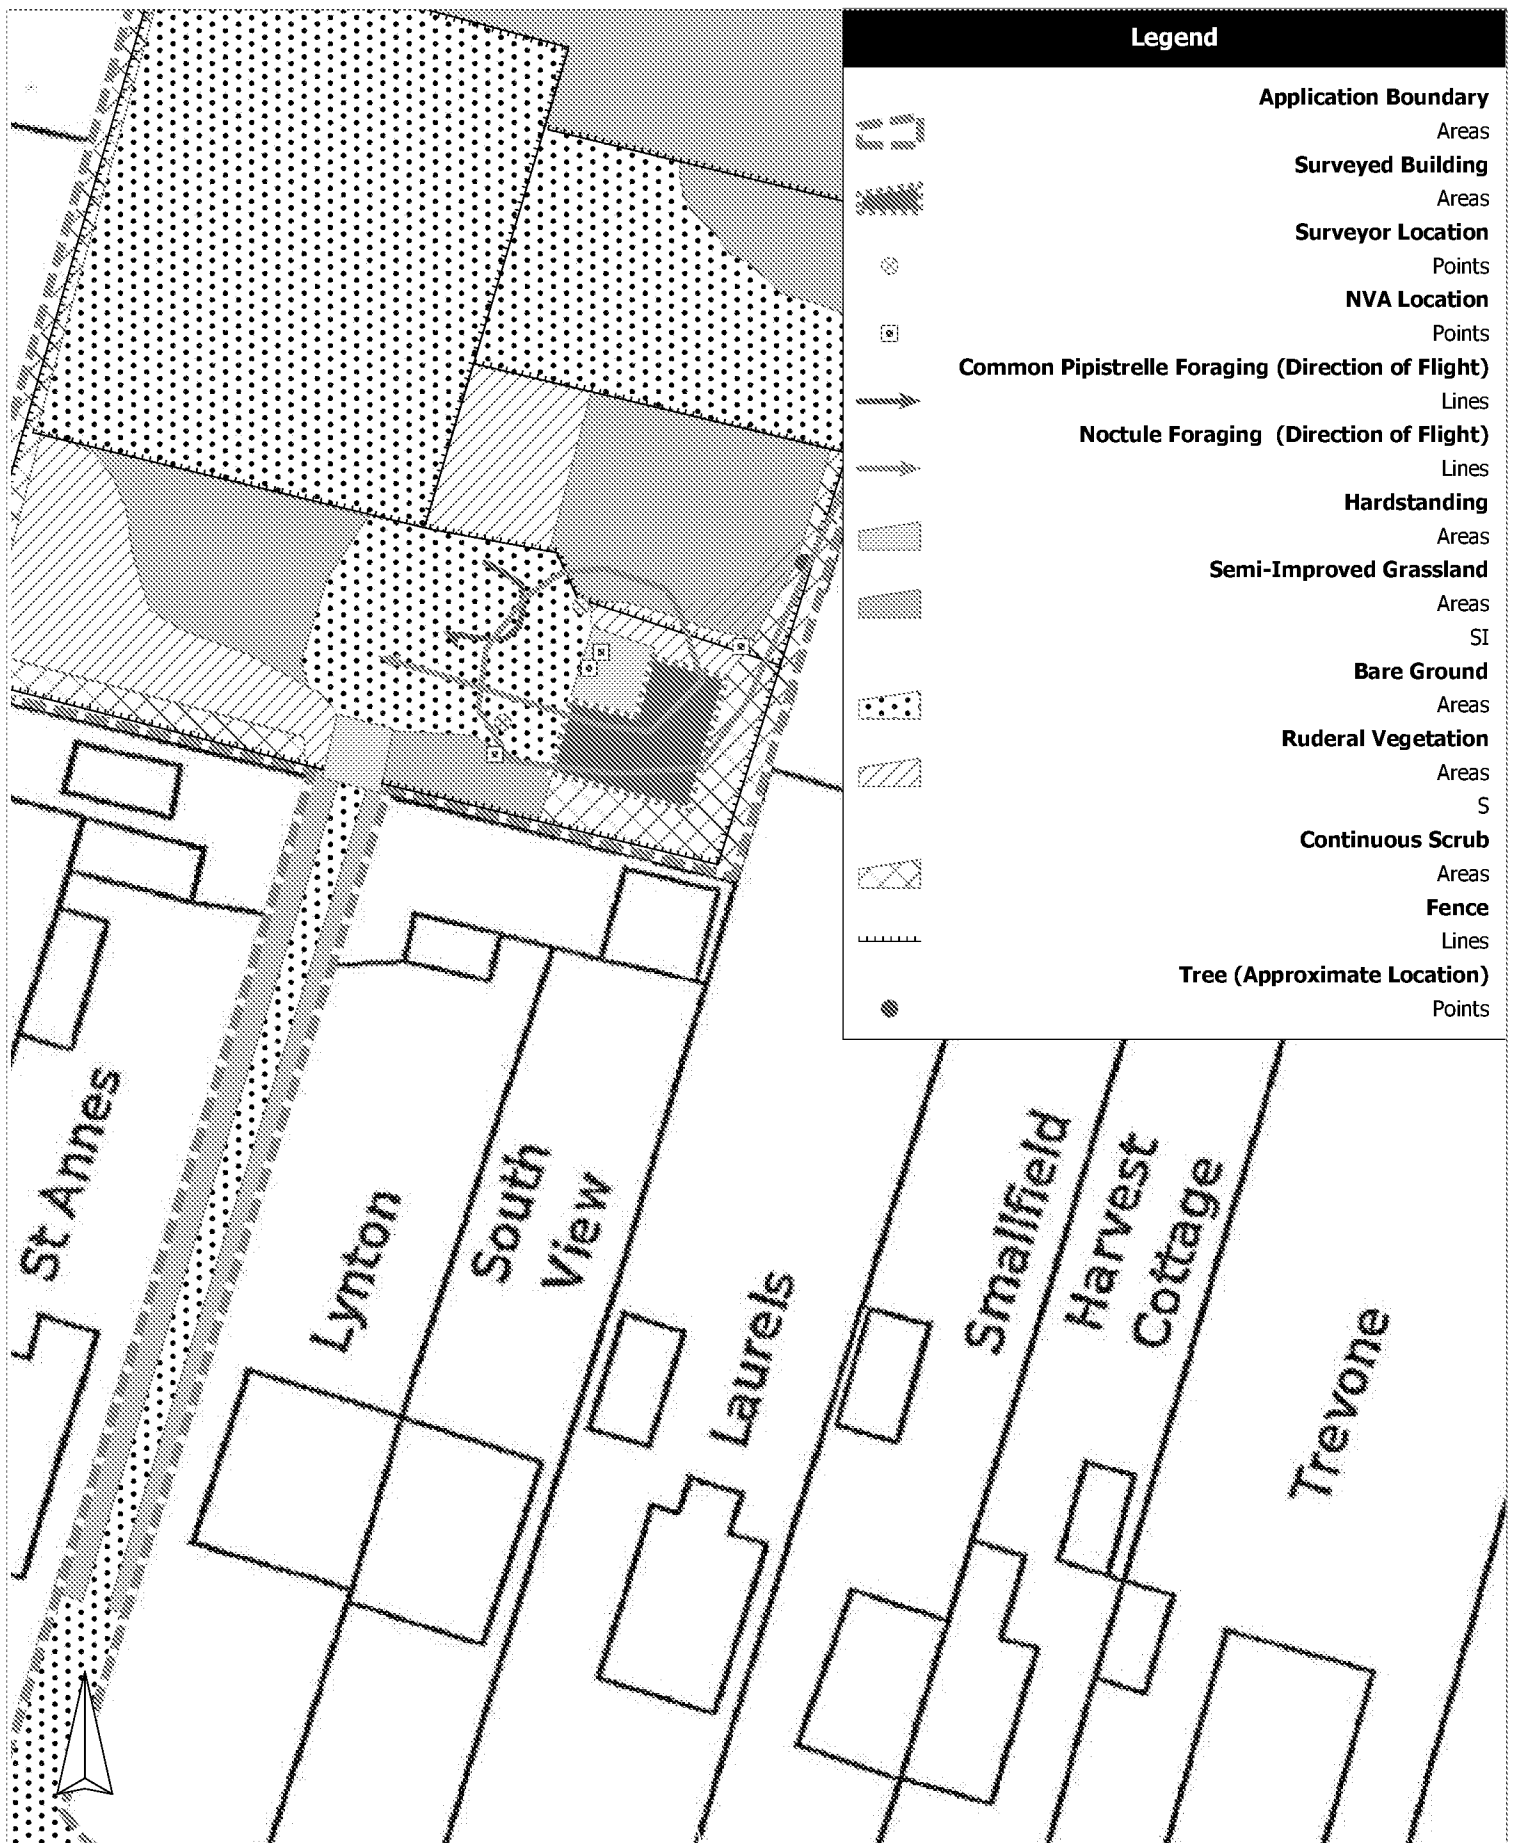 Legend
Application Boundary
Areas
Surveyed Building
Areas
Surveyor Location
Points
NVA Location
Points
Common Pipistrelle Foraging (Direction of Flight)
Lines
Noctule Foraging (Direction of Flight)
Lines
Hardstanding
Areas
Semi-Improved Grassland
Areas
SI
Bare Ground
Areas
Ruderal Vegetation
Areas
S
Continuous Scrub
Areas
Fence
Lines
Tree (Approximate Location)
Points
St Annes
Lynton
South
View
Laurels
Smallfield
Harvest
Cottage
Trevone